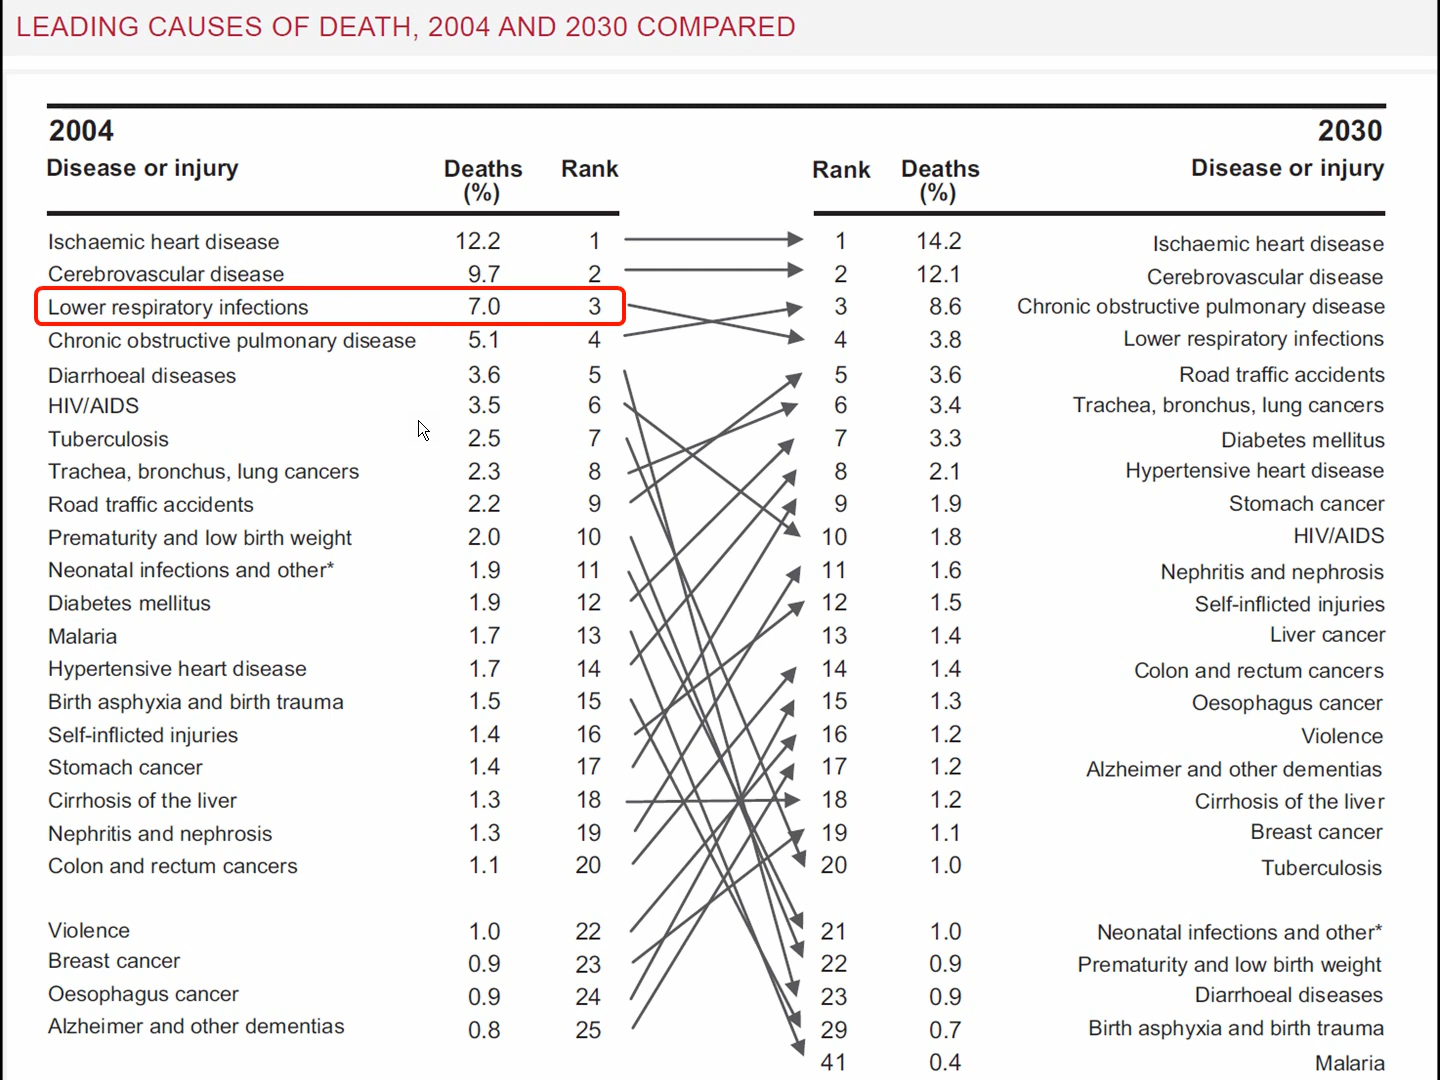 LEADING CAUSES OF DEATH, 2004 AND 2030 COMPARED
2004 2030
Disease or injury Deaths (%) Rank Rank Deaths (%) Disease or injury
Ischaemic heart disease 12.2 1 1 14.2 Ischaemic heart disease
Cerebrovascular disease 9.7 2 2 12.1 Cerebrovascular disease
Lower respiratory infections 7.0 3 3 8.6 Chronic obstructive pulmonary disease
Chronic obstructive pulmonary disease 5.1 4 4 3.8 Lower respiratory infections
Diarrhoeal diseases 3.6 5 5 3.6 Road traffic accidents
HIV/AIDS 3.5 6 6 3.4 Trachea, bronchus, lung cancers
Tuberculosis 2.5 7 7 3.3 Diabetes mellitus
Trachea, bronchus, lung cancers 2.3 8 8 2.1 Hypertensive heart disease
Road traffic accidents 2.2 9 9 1.9 Stomach cancer
Prematurity and low birth weight 2.0 10 10 1.8 HIV/AIDS
Neonatal infections and other* 1.9 11 11 1.6 Nephritis and nephrosis
Diabetes mellitus 1.9 12 12 1.5 Self-inflicted injuries
Malaria 1.7 13 13 1.4 Liver cancer
Hypertensive heart disease 1.7 14 14 1.4 Colon and rectum cancers
Birth asphyxia and birth trauma 1.5 15 15 1.3 Oesophagus cancer
Self-inflicted injuries 1.4 16 16 1.2 Violence
Stomach cancer 1.4 17 17 1.2 Alzheimer and other dementias
Cirrhosis of the liver 1.3 18 18 1.2 Cirrhosis of the liver
Nephritis and nephrosis 1.3 19 19 1.1 Breast cancer
Colon and rectum cancers 1.1 20 20 1.0 Tuberculosis
Violence 1.0 22 21 1.0 Neonatal infections and other*
Breast cancer 0.9 23 22 0.9 Prematurity and low birth weight
Oesophagus cancer 0.9 24 23 0.9 Diarrhoeal diseases
Alzheimer and other dementias 0.8 25 29 0.7 Birth asphyxia and birth trauma
41 0.4 Malaria